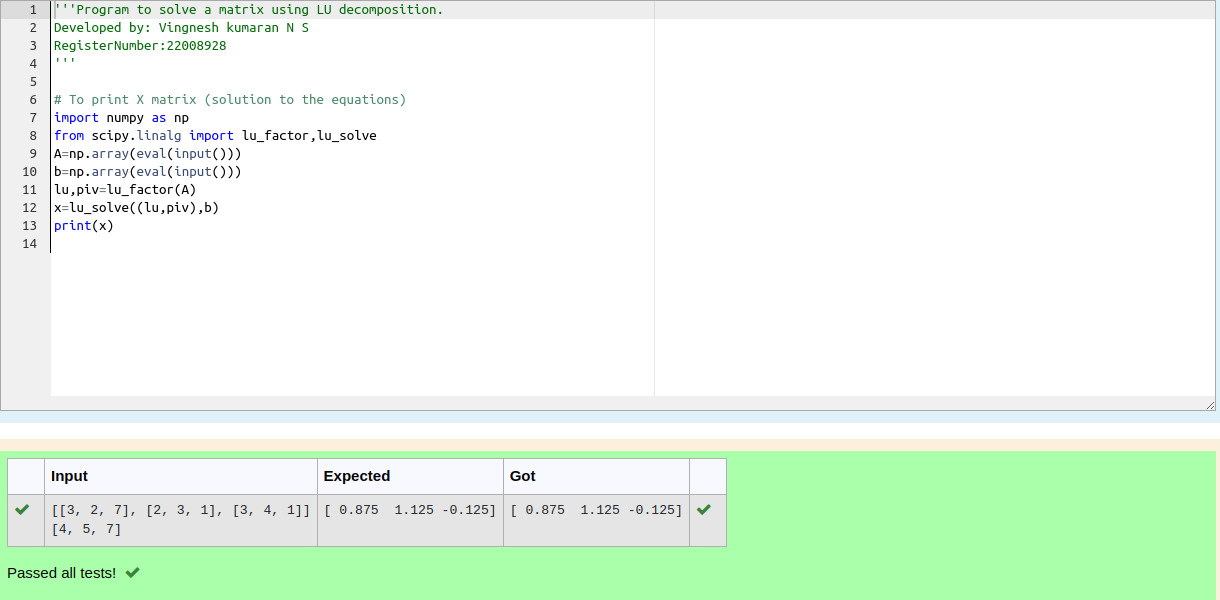 1 '''Program to solve a matrix using LU decomposition.
2 Developed by: Vingnesh kumaran N S
3 RegisterNumber:22008928
4 '''
5
6 # To print X matrix (solution to the equations)
7 import numpy as np
8 from scipy.linalg import lu_factor,lu_solve
9 A=np.array(eval(input()))
10 b=np.array(eval(input()))
11 lu,piv=lu_factor(A)
12 x=lu_solve((lu,piv),b)
13 print(x)
14
Input Expected Got
[[3, 2, 7], [2, 3, 1], [3, 4, 1]] [ 0.875  1.125 -0.125] [ 0.875  1.125 -0.125]
[4, 5, 7]
Passed all tests!